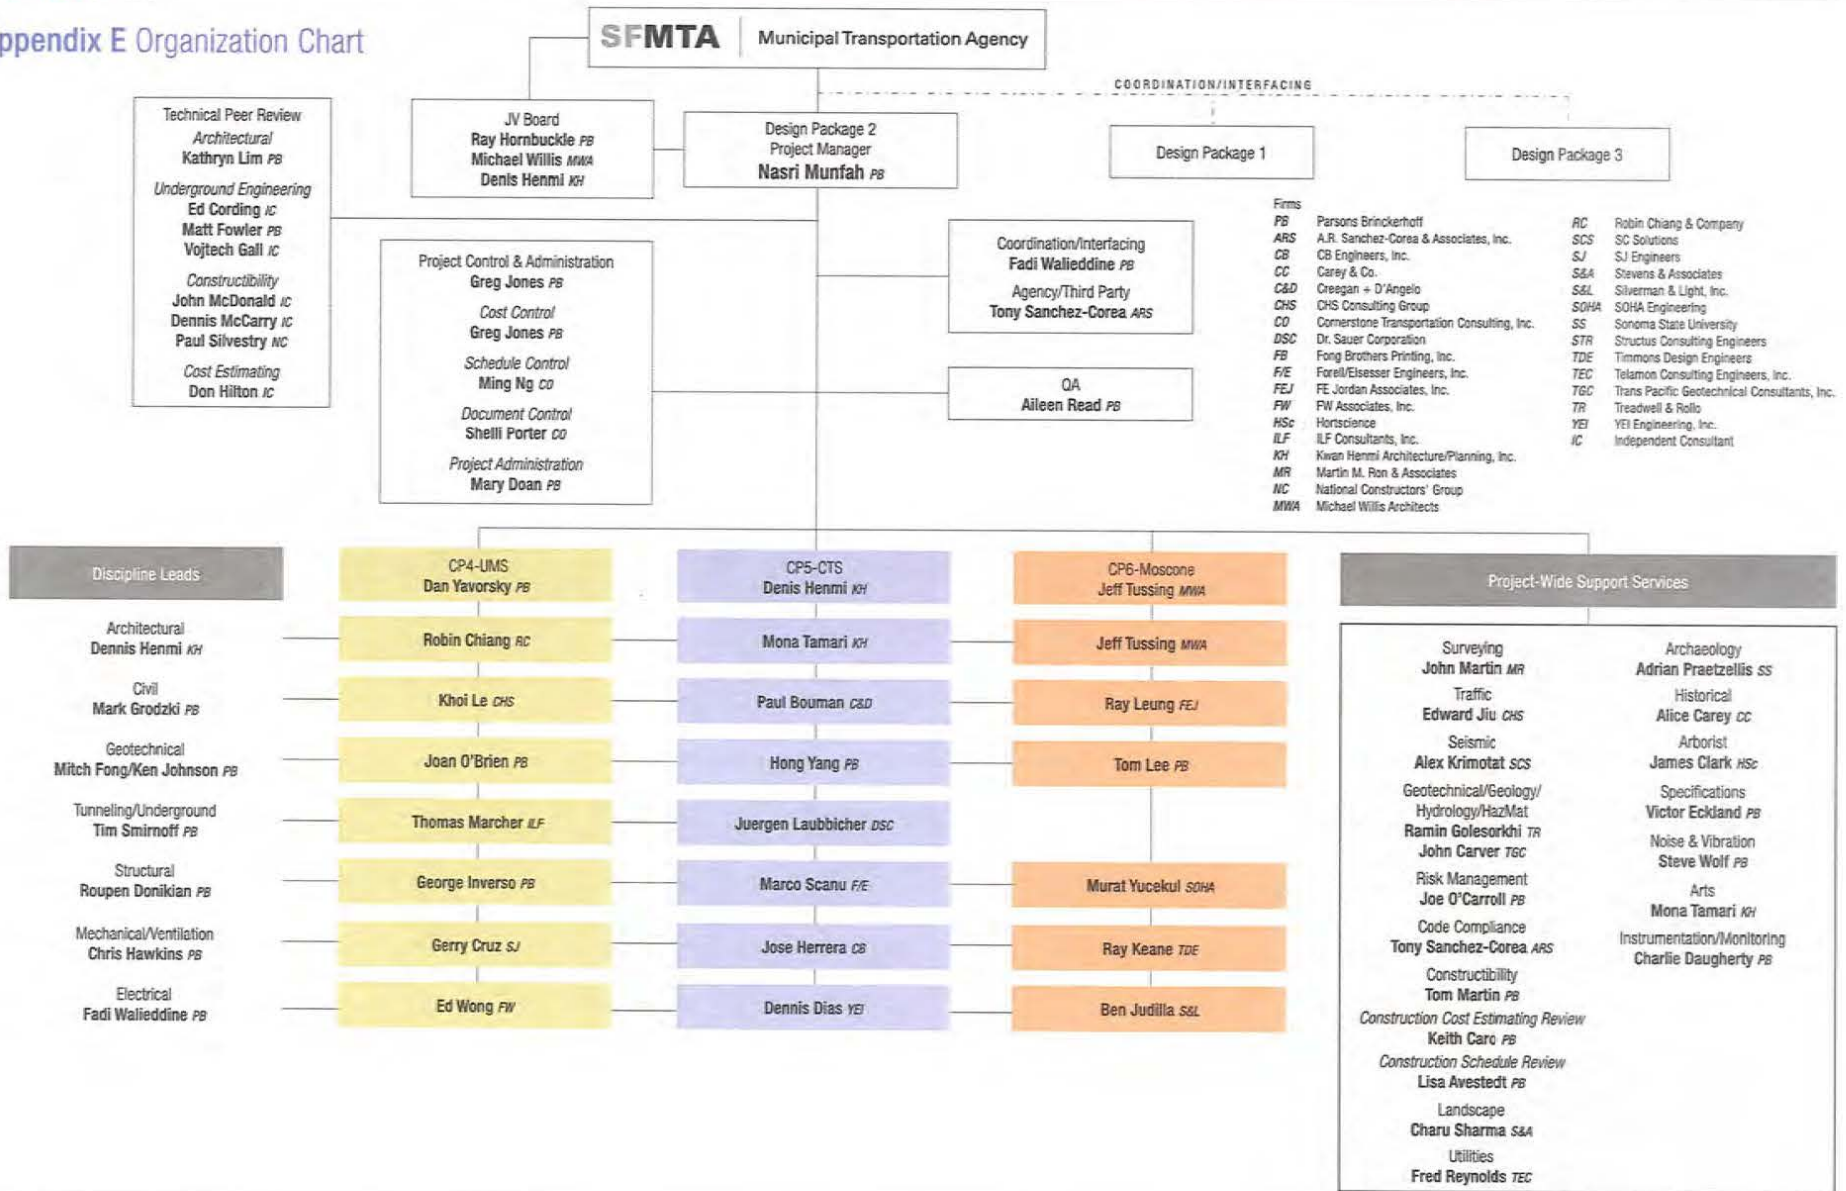 ppendix E Organization Chart
SFMTA Municipal Transportation Agency
COORDINATION/INTERFACING
Technical Peer Review
Architectural
Kathryn Lim PB
Underground Engineering
Ed Cording IC
Matt Fowler PB
Vojtech Gall IC
Constructibility
John McDonald IC
Dennis McCarry IC
Paul Silvestry NC
Cost Estimating
Don Hilton IC
JV Board
Ray Hornbuckle PB
Michael Willis MWA
Denis Henmi KH
Design Package 2
Project Manager
Nasri Munfah PB
Design Package 1
Design Package 3
Project Control & Administration
Greg Jones PB
Cost Control
Greg Jones PB
Schedule Control
Ming Ng CO
Document Control
Shelli Porter CO
Project Administration
Mary Doan PB
Coordination/Interfacing
Fadi Walieddine PB
Agency/Third Party
Tony Sanchez-Corea ARS
QA
Aileen Read PB
Firms
PB Parsons Brinckerhoff
ARS A.R. Sanchez-Corea & Associates, Inc.
CB CB Engineers, Inc.
CC Carey & Co.
C&D Creegan + D'Angelo
CHS CHS Consulting Group
CO Cornerstone Transportation Consulting, Inc.
DSC Dr. Sauer Corporation
FB Fong Brothers Printing, Inc.
F/E Forell/Elsesser Engineers, Inc.
FEJ FE Jordan Associates, Inc.
FW FW Associates, Inc.
HSc Hortscience
ILF ILF Consultants, Inc.
KH Kwan Henmi Architecture/Planning, Inc.
MR Martin M. Ron & Associates
NC National Constructors' Group
MWA Michael Willis Architects
RC Robin Chiang & Company
SCS SC Solutions
SJ SJ Engineers
S&A Stevens & Associates
S&L Silverman & Light, Inc.
SOHA SOHA Engineering
SS Sonoma State University
STR Structus Consulting Engineers
TDE Timmons Design Engineers
TEC Telamon Consulting Engineers, Inc.
TGC Trans Pacific Geotechnical Consultants, Inc.
TR Treadwell & Rollo
YEI YEI Engineering, Inc.
IC Independent Consultant
Discipline Leads
CP4-UMS
Dan Yavorsky PB
CP5-CTS
Denis Henmi KH
CP6-Moscone
Jeff Tussing MWA
Project-Wide Support Services
Architectural
Dennis Henmi KH
Robin Chiang RC
Mona Tamari KH
Jeff Tussing MWA
Civil
Mark Grodzki PB
Khoi Le CHS
Paul Bouman C&D
Ray Leung FEJ
Geotechnical
Mitch Fong/Ken Johnson PB
Joan O'Brien PB
Hong Yang PB
Tom Lee PB
Tunneling/Underground
Tim Smirnoff PB
Thomas Marcher ILF
Juergen Laubbicher DSC
Structural
Roupen Donikian PB
George Inverso PB
Marco Scanu F/E
Murat Yucekul SOHA
Mechanical/Ventilation
Chris Hawkins PB
Gerry Cruz SJ
Jose Herrera CB
Ray Keane TDE
Electrical
Fadi Walieddine PB
Ed Wong FW
Dennis Dias YEI
Ben Judilla S&L
Surveying
John Martin MR
Traffic
Edward Jiu CHS
Seismic
Alex Krimotat SCS
Geotechnical/Geology/
Hydrology/HazMat
Ramin Golesorkhi TR
John Carver TGC
Risk Management
Joe O'Carroll PB
Code Compliance
Tony Sanchez-Corea ARS
Constructibility
Tom Martin PB
Construction Cost Estimating Review
Keith Caro PB
Construction Schedule Review
Lisa Avestedt PB
Landscape
Charu Sharma S&A
Utilities
Fred Reynolds TEC
Archaeology
Adrian Praetzellis SS
Historical
Alice Carey CC
Arborist
James Clark HSc
Specifications
Victor Eckland PB
Noise & Vibration
Steve Wolf PB
Arts
Mona Tamari KH
Instrumentation/Monitoring
Charlie Daugherty PB